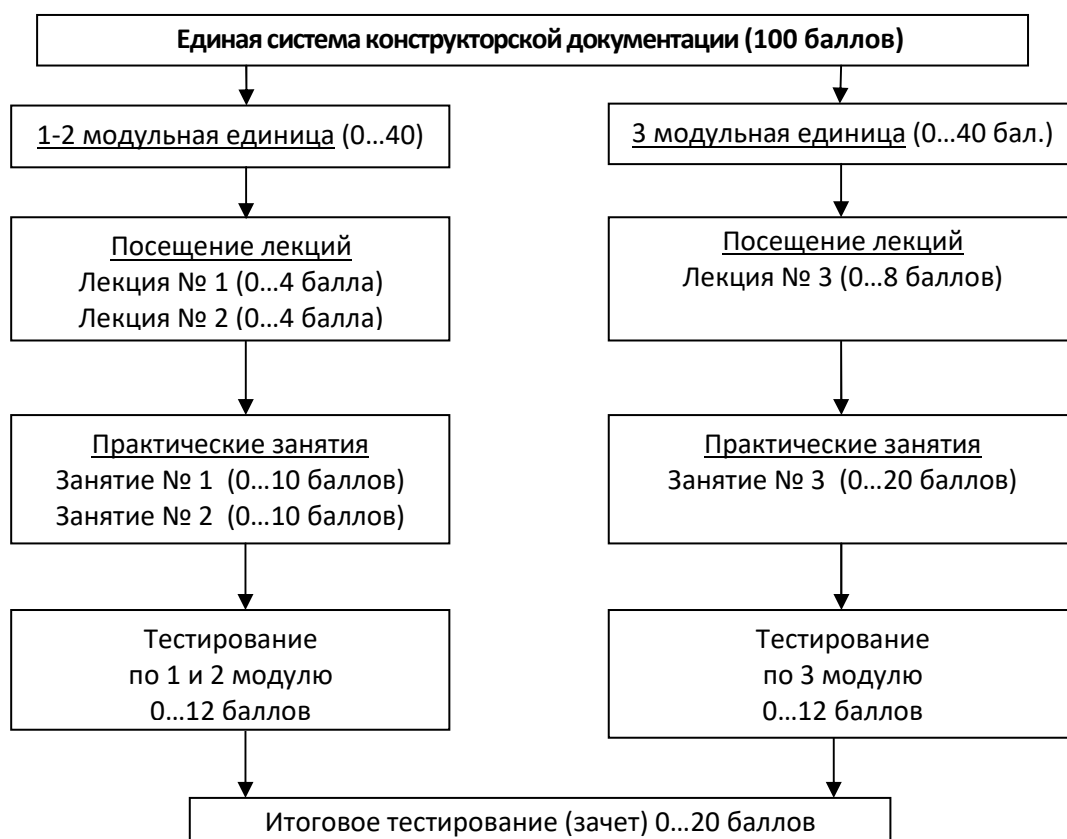 Единая система конструкторской документации (100 баллов)
1-2 модульная единица (0...40)
3 модульная единица (0...40 бал.)
Посещение лекций
Лекция № 1 (0...4 балла)
Лекция № 2 (0...4 балла)
Посещение лекций
Лекция № 3 (0...8 баллов)
Практические занятия
Занятие № 1 (0...10 баллов)
Занятие № 2 (0...10 баллов)
Практические занятия
Занятие № 3 (0...20 баллов)
Тестирование
по 1 и 2 модулю
0...12 баллов
Тестирование
по 3 модулю
0...12 баллов
Итоговое тестирование (зачет) 0...20 баллов